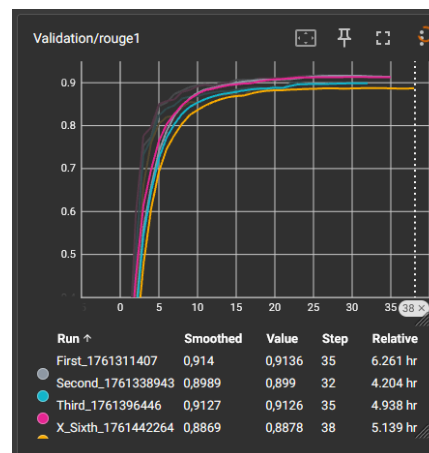 Validation/rouge1
0.9
0.8
0.7
0.6
0.5
0 5 10 15 20 25 30 35 38
Run ↑ Smoothed Value Step Relative
First_1761311407 0,914 0,9136 35 6.261 hr
Second_1761338943 0,8989 0,899 32 4.204 hr
Third_1761396446 0,9127 0,9126 35 4.938 hr
X_Sixth_1761442264 0,8869 0,8878 38 5.139 hr